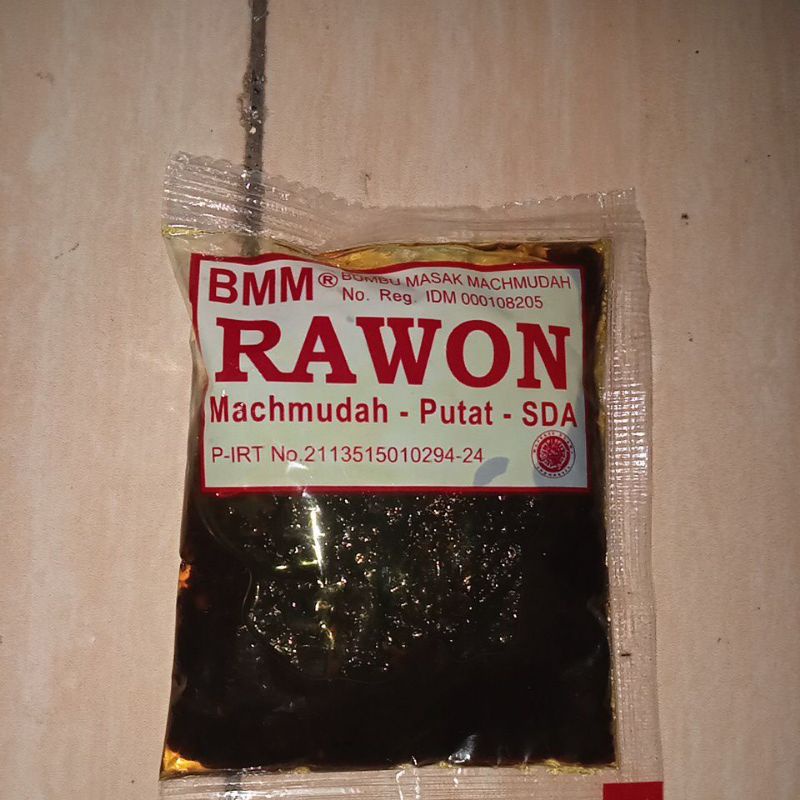 BMM® BUMBU MASAK MACHMUDAH
No. Reg. IDM 000108205
RAWON
Machmudah - Putat - SDA
P-IRT No.2113515010294-24